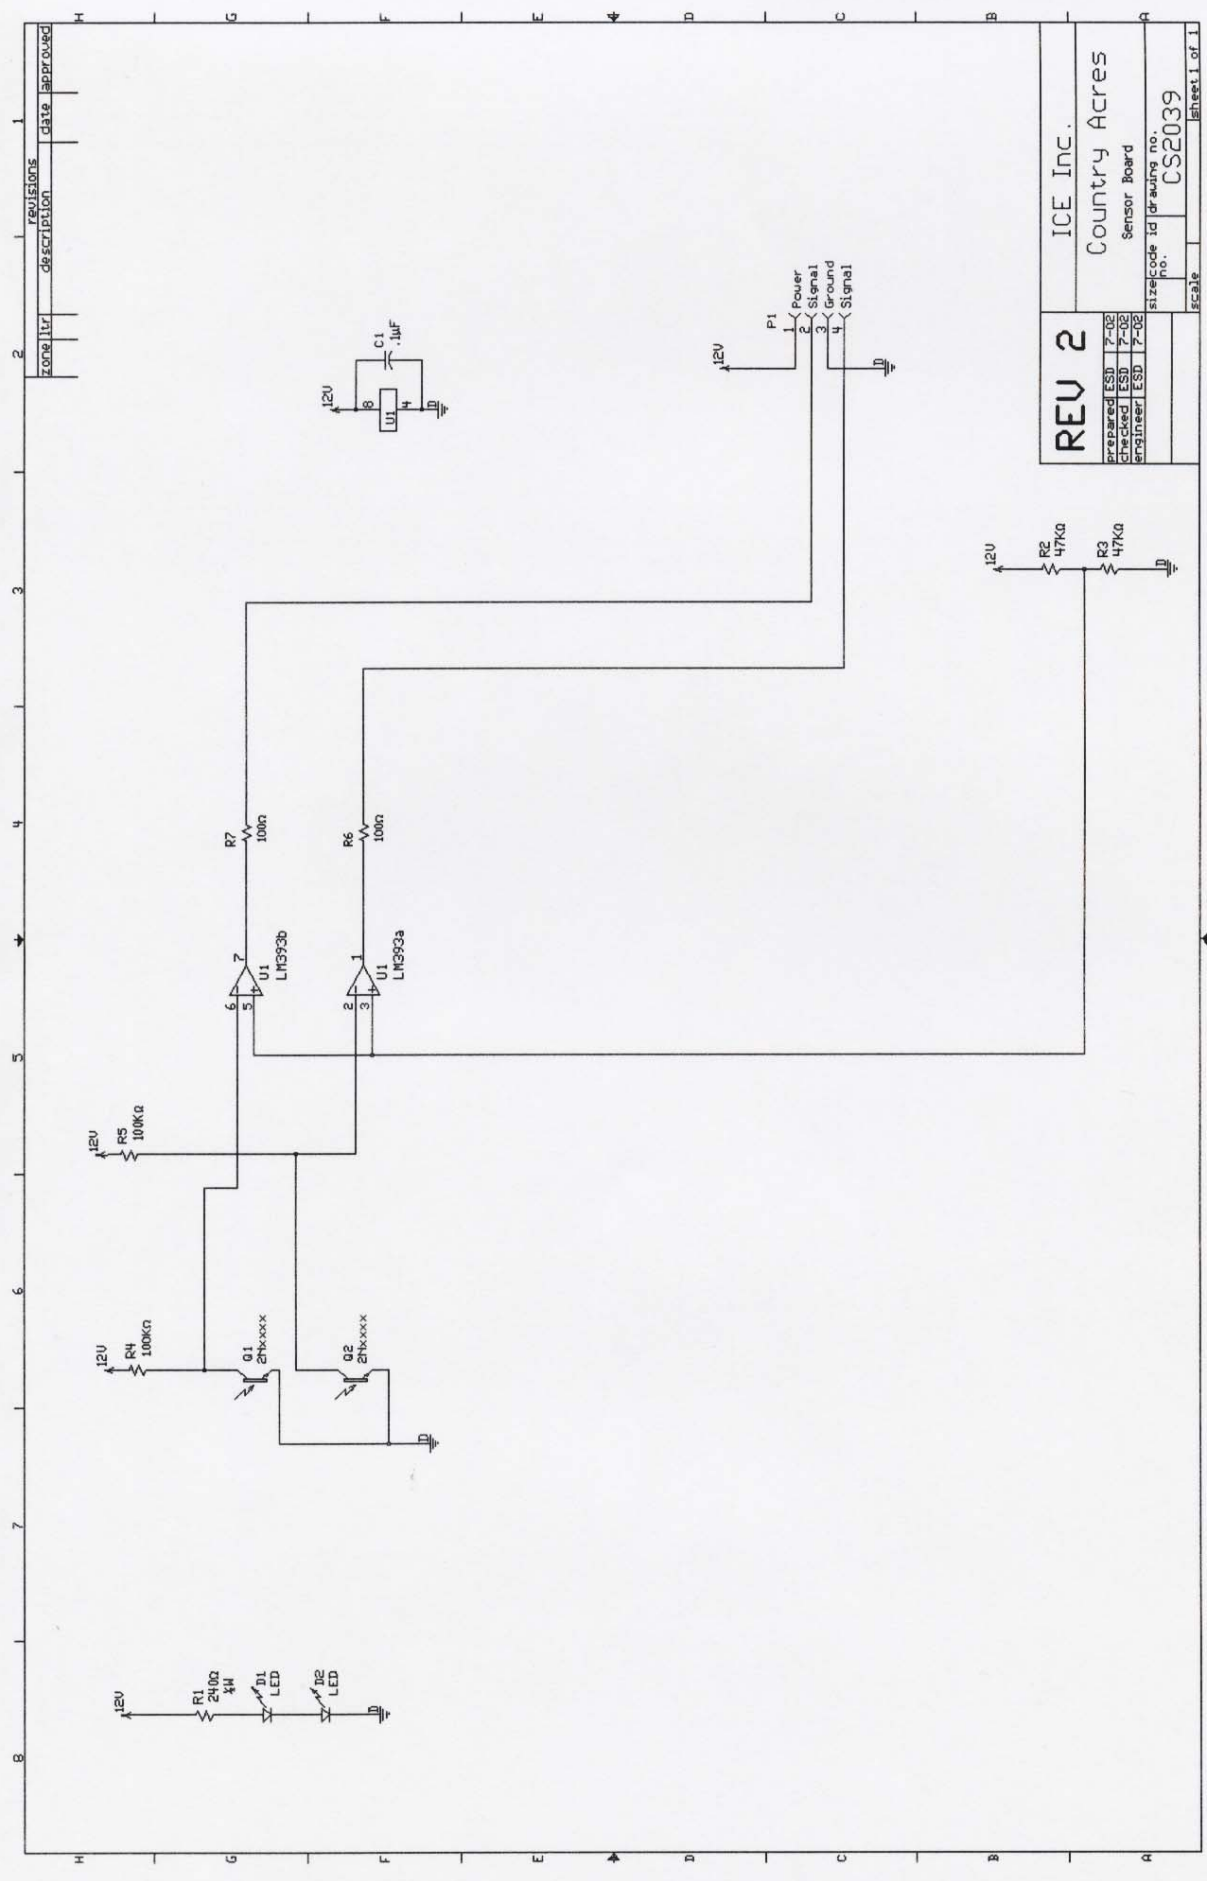 8
7
6
5
4
3
2
1
H
G
F
E
D
C
B
A
H
G
F
E
D
C
B
A
revisions
zone ltr description date approved
12V
R1
240Ω
D1
LED
D2
LED
D
12V
R4
100KΩ
Q1
2Nxxxx
Q2
2Nxxxx
D
12V
R5
100KΩ
6
5
7
U1
LM393b
2
3
1
U1
LM393a
R7
100Ω
R6
100Ω
12V
8
U1
4
D
C1
.1µF
12V
P1
1 Power
2 Signal
3 Ground
4 Signal
D
12V
R2
47KΩ
R3
47KΩ
D
REV 2
prepared ESD 7-02
checked ESD 7-02
engineer ESD 7-02
ICE Inc.
Country Acres
Sensor Board
size code id no. drawing no.
CS2039
scale sheet 1 of 1